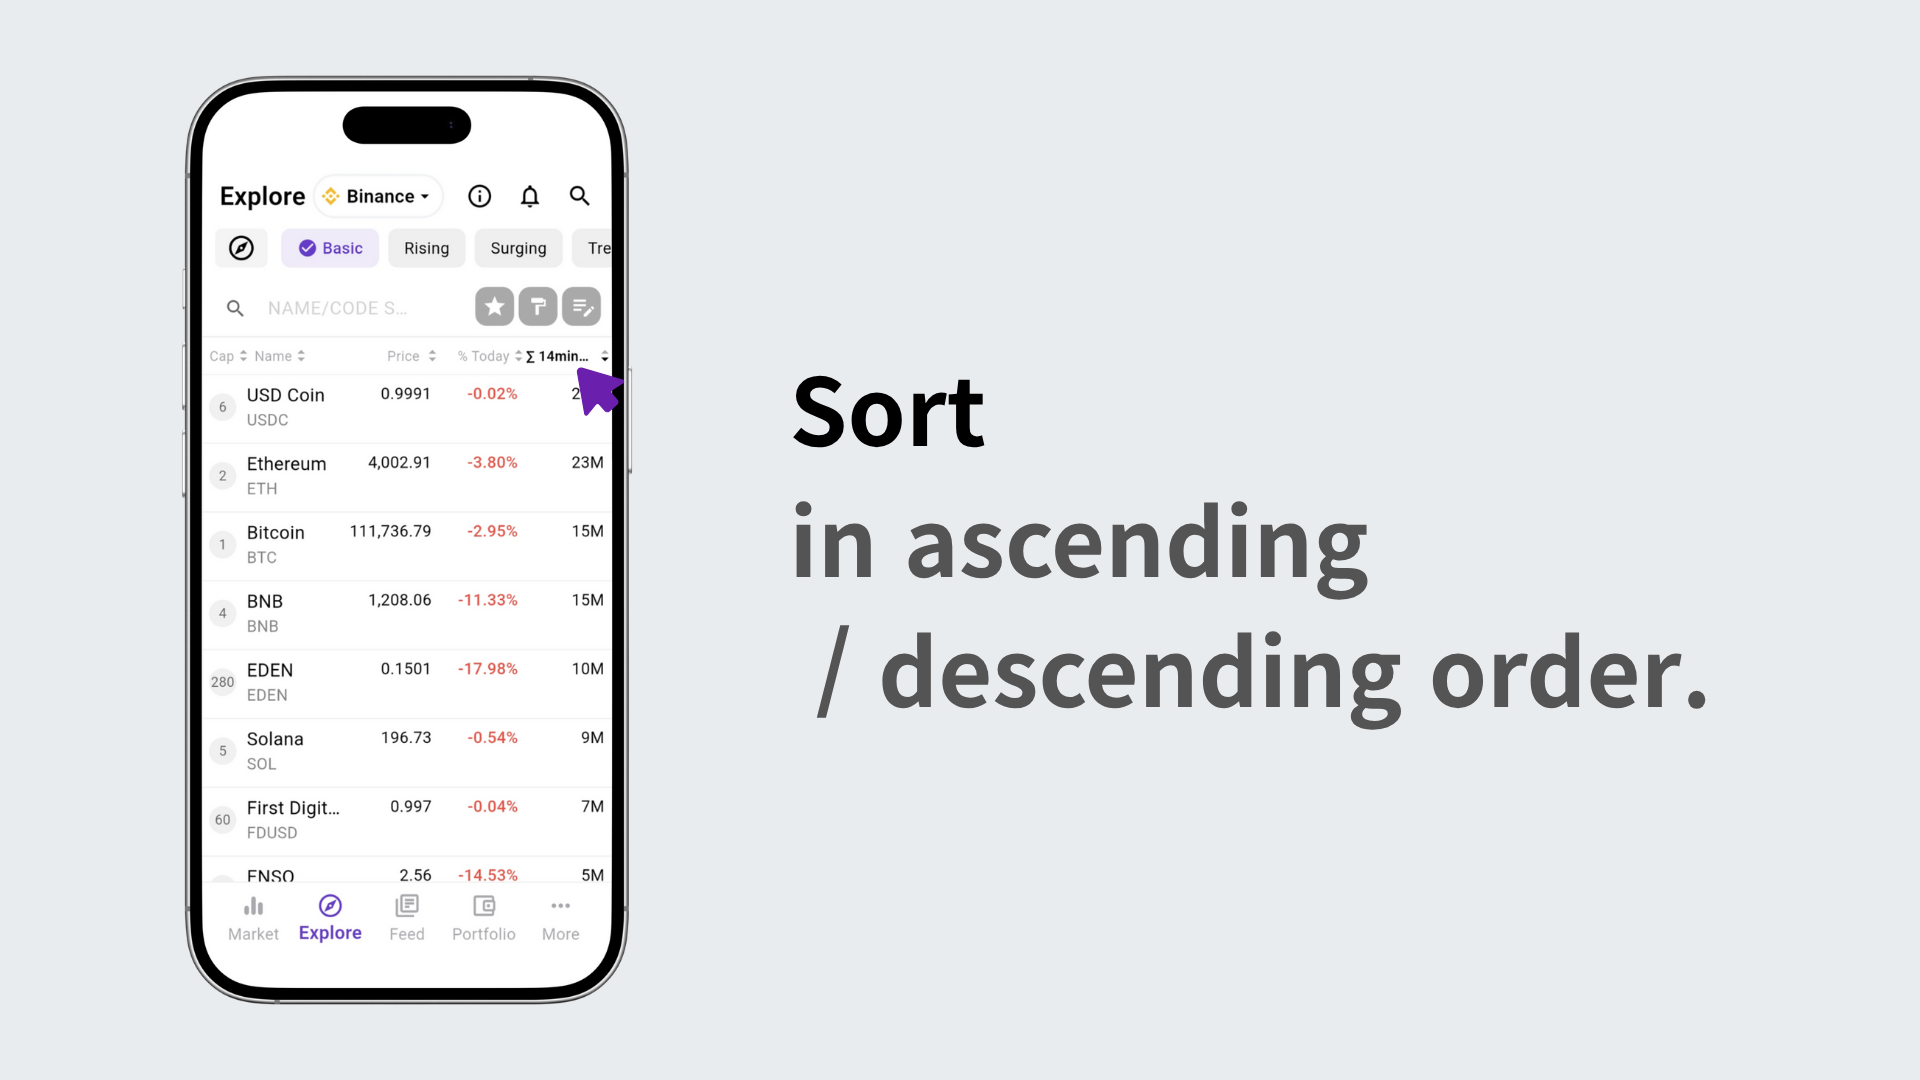 Explore Binance
Basic Rising Surging Tre
NAME/CODE S...
Cap Name Price % Today ∑ 14min...
6 USD Coin 0.9991 -0.02%
USDC
2 Ethereum 4,002.91 -3.80% 23M
ETH
1 Bitcoin 111,736.79 -2.95% 15M
BTC
4 BNB 1,208.06 -11.33% 15M
BNB
280 EDEN 0.1501 -17.98% 10M
EDEN
5 Solana 196.73 -0.54% 9M
SOL
60 First Digit... 0.997 -0.04% 7M
FDUSD
ENSO 2.56 -14.53% 5M
Market Explore Feed Portfolio More
Sort
in ascending
/ descending order.